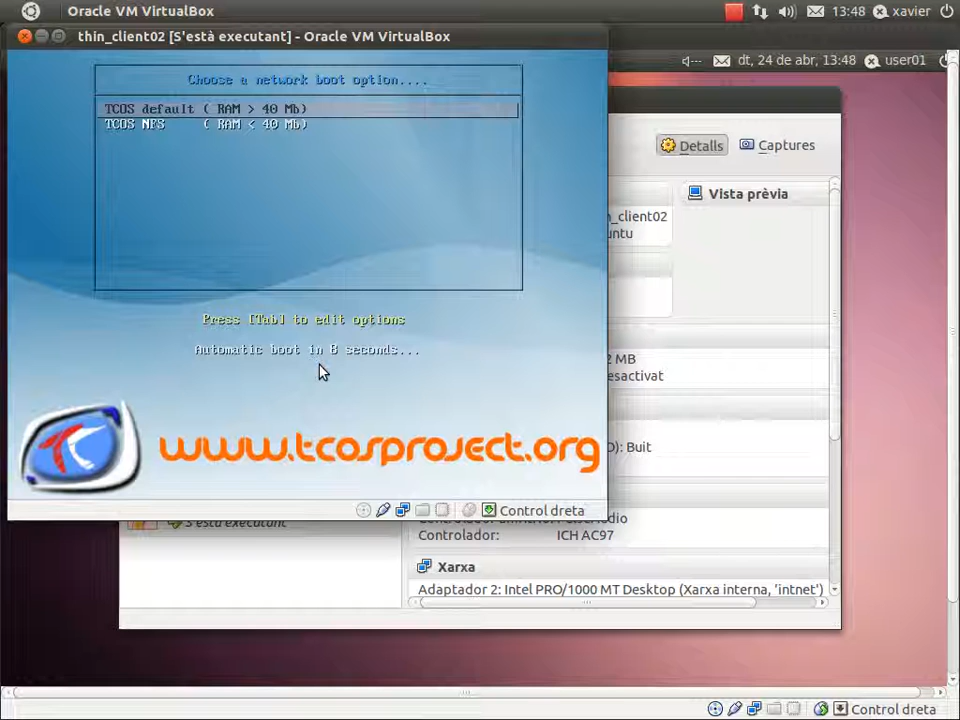 Oracle VM VirtualBox
13:48 xavier
thin_client02 [S'està executant] - Oracle VM VirtualBox
dt, 24 de abr, 13:48 user01
Choose a network boot option....
TCOS default ( RAM > 40 Mb)
TCOS NFS ( RAM < 40 Mb)
Press [Tab] to edit options
Automatic boot in 8 seconds...
www.tcosproject.org
Control dreta
Detalls
Captures
Vista prèvia
n_client02
untu
2 MB
esactivat
D): Buit
S'està executant
Controlador: ICH AC97
Xarxa
Adaptador 2: Intel PRO/1000 MT Desktop (Xarxa interna, 'intnet')
Control dreta